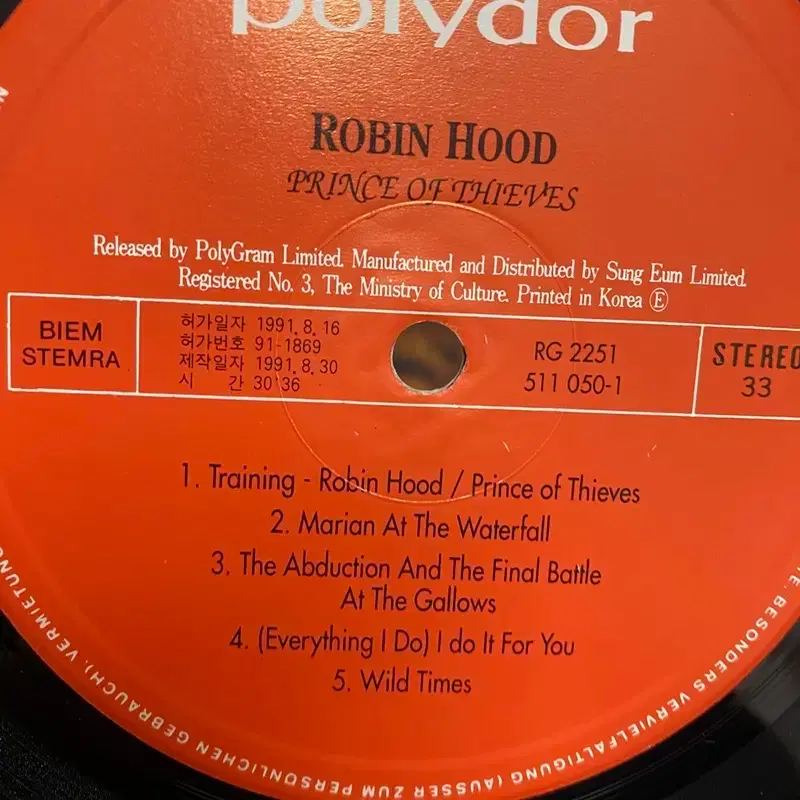 polydor
ROBIN HOOD
PRINCE OF THIEVES
Released by PolyGram Limited. Manufactured and Distributed by Sung Eum Limited.
Registered No. 3, The Ministry of Culture. Printed in Korea Ⓔ
BIEM
STEMRA
허가일자 1991. 8. 16
허가번호 91-1869
제작일자 1991. 8. 30
시 간 30'36
RG 2251
511 050-1
STEREO
33
1. Training - Robin Hood / Prince of Thieves
2. Marian At The Waterfall
3. The Abduction And The Final Battle
At The Gallows
4. (Everything I Do) I do It For You
5. Wild Times
BESONDERS VERVIELFÄLTIGUNG (AUSSER ZUM PERSÖNLICHEN GEBRAUCH), VERMIETUNG